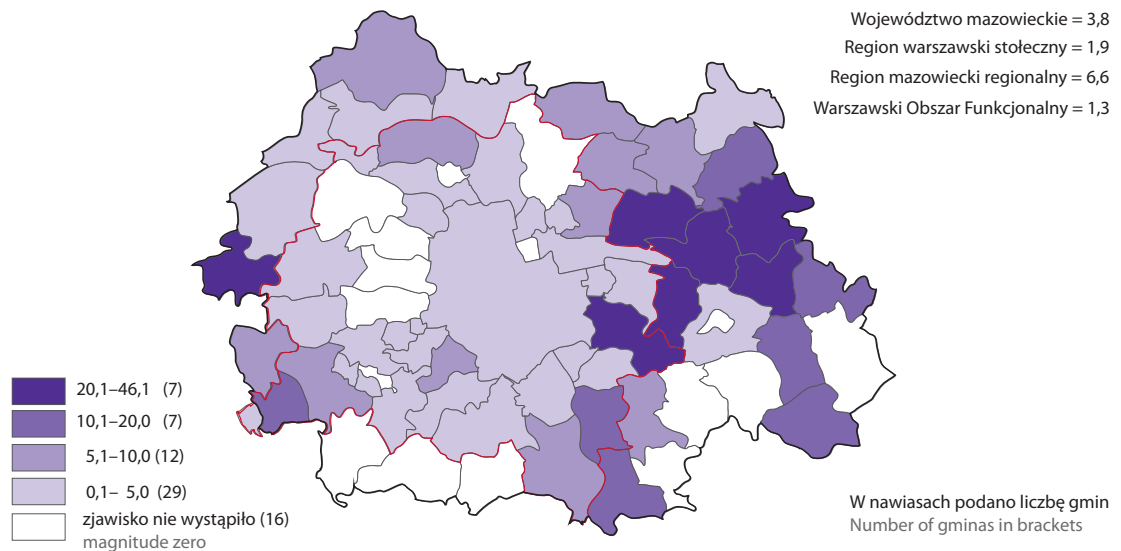 Województwo mazowieckie = 3,8
Region warszawski stołeczny = 1,9
Region mazowiecki regionalny = 6,6
Warszawski Obszar Funkcjonalny = 1,3
20,1–46,1 (7)
10,1–20,0 (7)
5,1–10,0 (12)
0,1– 5,0 (29)
zjawisko nie wystąpiło (16)
magnitude zero
W nawiasach podano liczbę gmin
Number of gminas in brackets